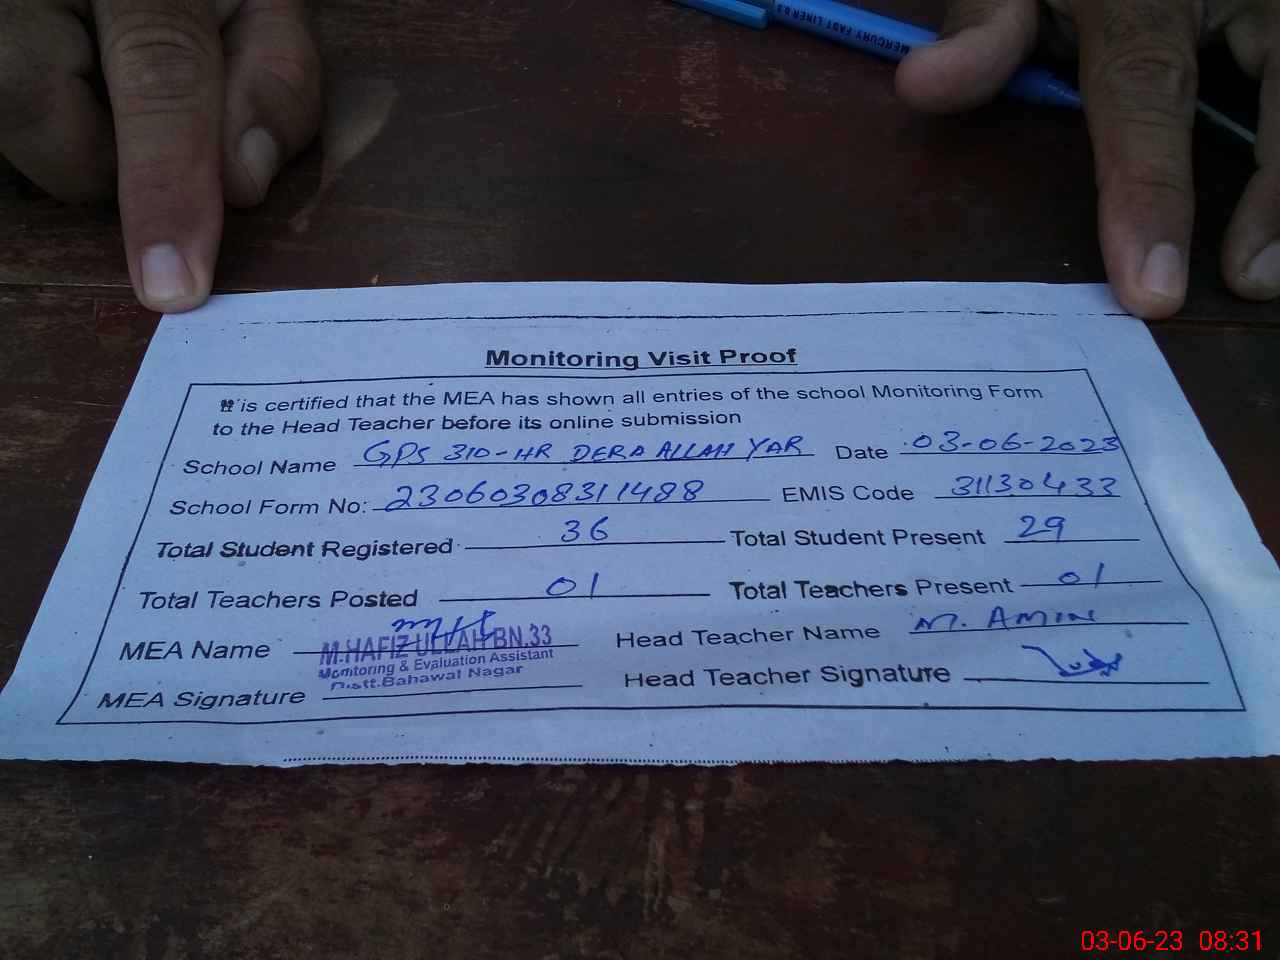 MERCURY FAST LINER 0.5
Monitoring Visit Proof
It is certified that the MEA has shown all entries of the school Monitoring Form
to the Head Teacher before its online submission
School Name GPS 310-HR DERA ALLAH YAR Date 03-06-2023
School Form No: 23060308311488 EMIS Code 31130433
Total Student Registered 36 Total Student Present 29
Total Teachers Posted 01 Total Teachers Present 01
MEA Name M.HAFIZ ULLAH BN.33 Head Teacher Name M. AMIN
Monitoring & Evaluation Assistant
Distt.Bahawal Nagar
MEA Signature Head Teacher Signature
03-06-23 08:31